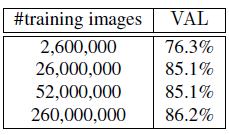 #training images VAL
2,600,000 76.3%
26,000,000 85.1%
52,000,000 85.1%
260,000,000 86.2%